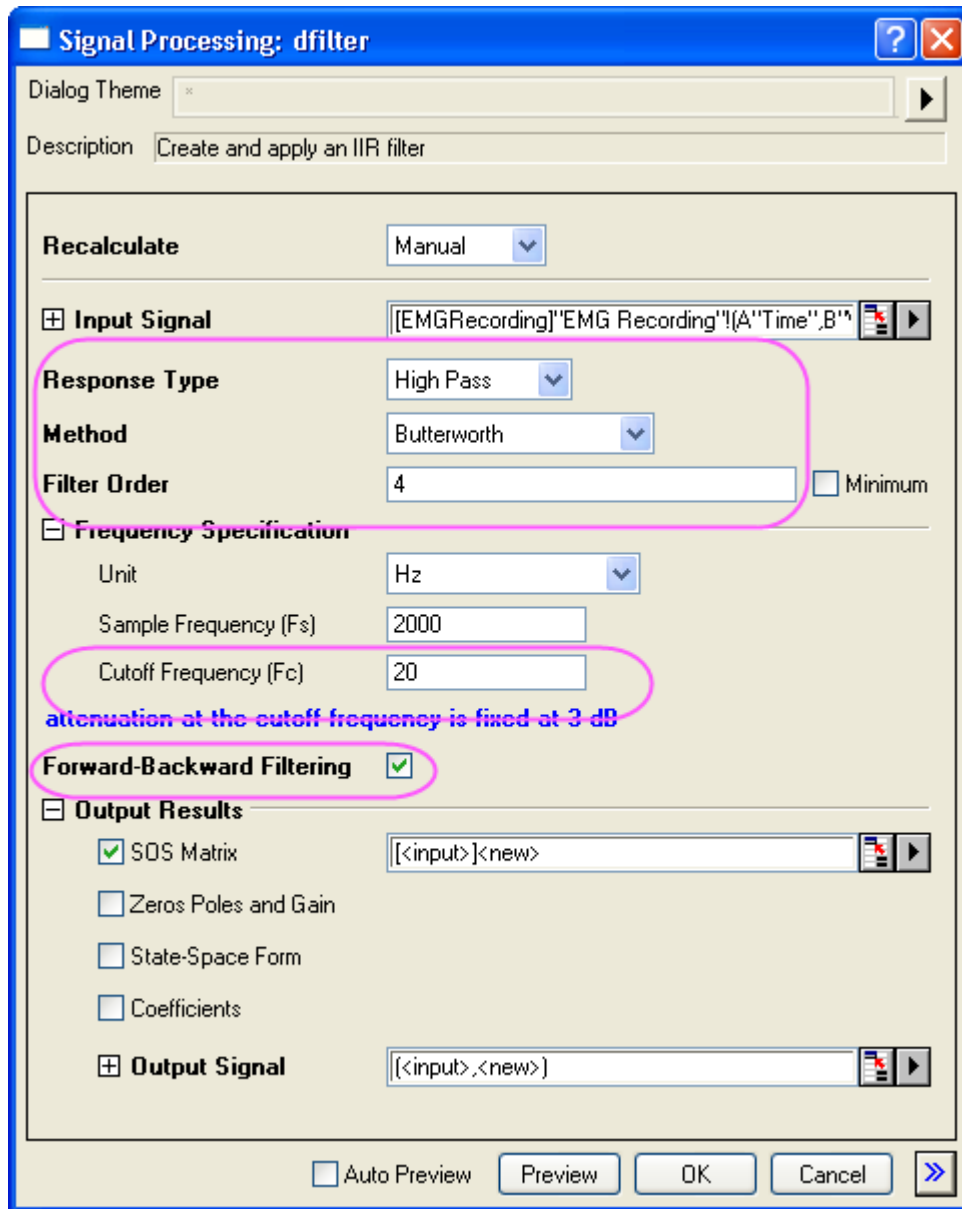 Signal Processing: dfilter
Dialog Theme *
Description Create and apply an IIR filter
Recalculate Manual
Input Signal [EMGRecording]"EMG Recording"!(A"Time",B"
Response Type High Pass
Method Butterworth
Filter Order 4 Minimum
Frequency Specification
Unit Hz
Sample Frequency (Fs) 2000
Cutoff Frequency (Fc) 20
attenuation at the cutoff frequency is fixed at 3 dB
Forward-Backward Filtering
Output Results
SOS Matrix [<input>]<new>
Zeros Poles and Gain
State-Space Form
Coefficients
Output Signal (<input>,<new>)
Auto Preview Preview OK Cancel